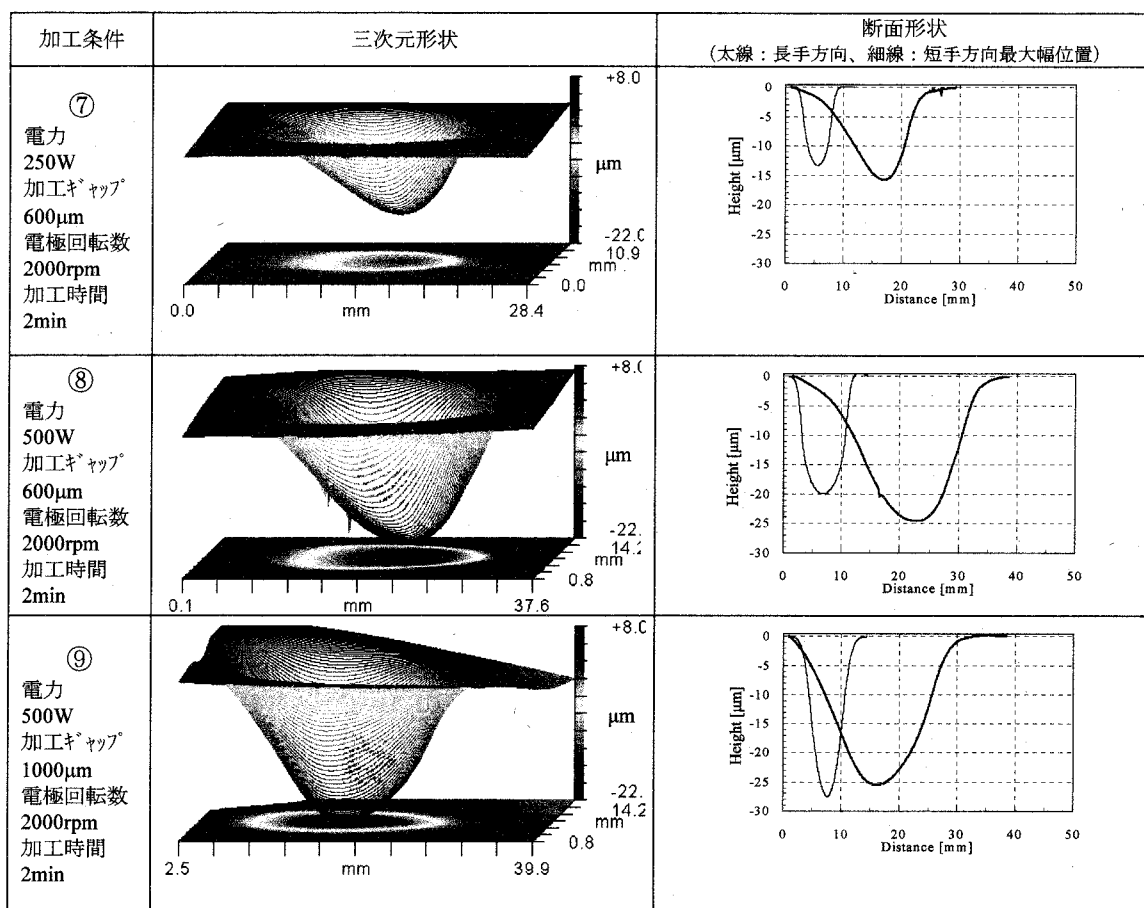 加工条件
三次元形状
断面形状
(太線：長手方向、細線：短手方向最大幅位置)
⑦
電力
250W
加工ギャップ
600μm
電極回転数
2000rpm
加工時間
2min
+8.0
μm
-22.0
10.9
mm
0.0
0.0
mm
28.4
0
-5
-10
-15
-20
-25
-30
Height [μm]
0
10
20
30
40
50
Distance [mm]
⑧
電力
500W
加工ギャップ
600μm
電極回転数
2000rpm
加工時間
2min
+8.0
μm
-22.
14.2
mm
0.8
0.1
mm
37.6
0
-5
-10
-15
-20
-25
-30
Height [μm]
0
10
20
30
40
50
Distance [mm]
⑨
電力
500W
加工ギャップ
1000μm
電極回転数
2000rpm
加工時間
2min
+8.0
μm
-22.
14.2
mm
0.8
2.5
mm
39.9
0
-5
-10
-15
-20
-25
-30
Height [μm]
0
10
20
30
40
50
Distance [mm]